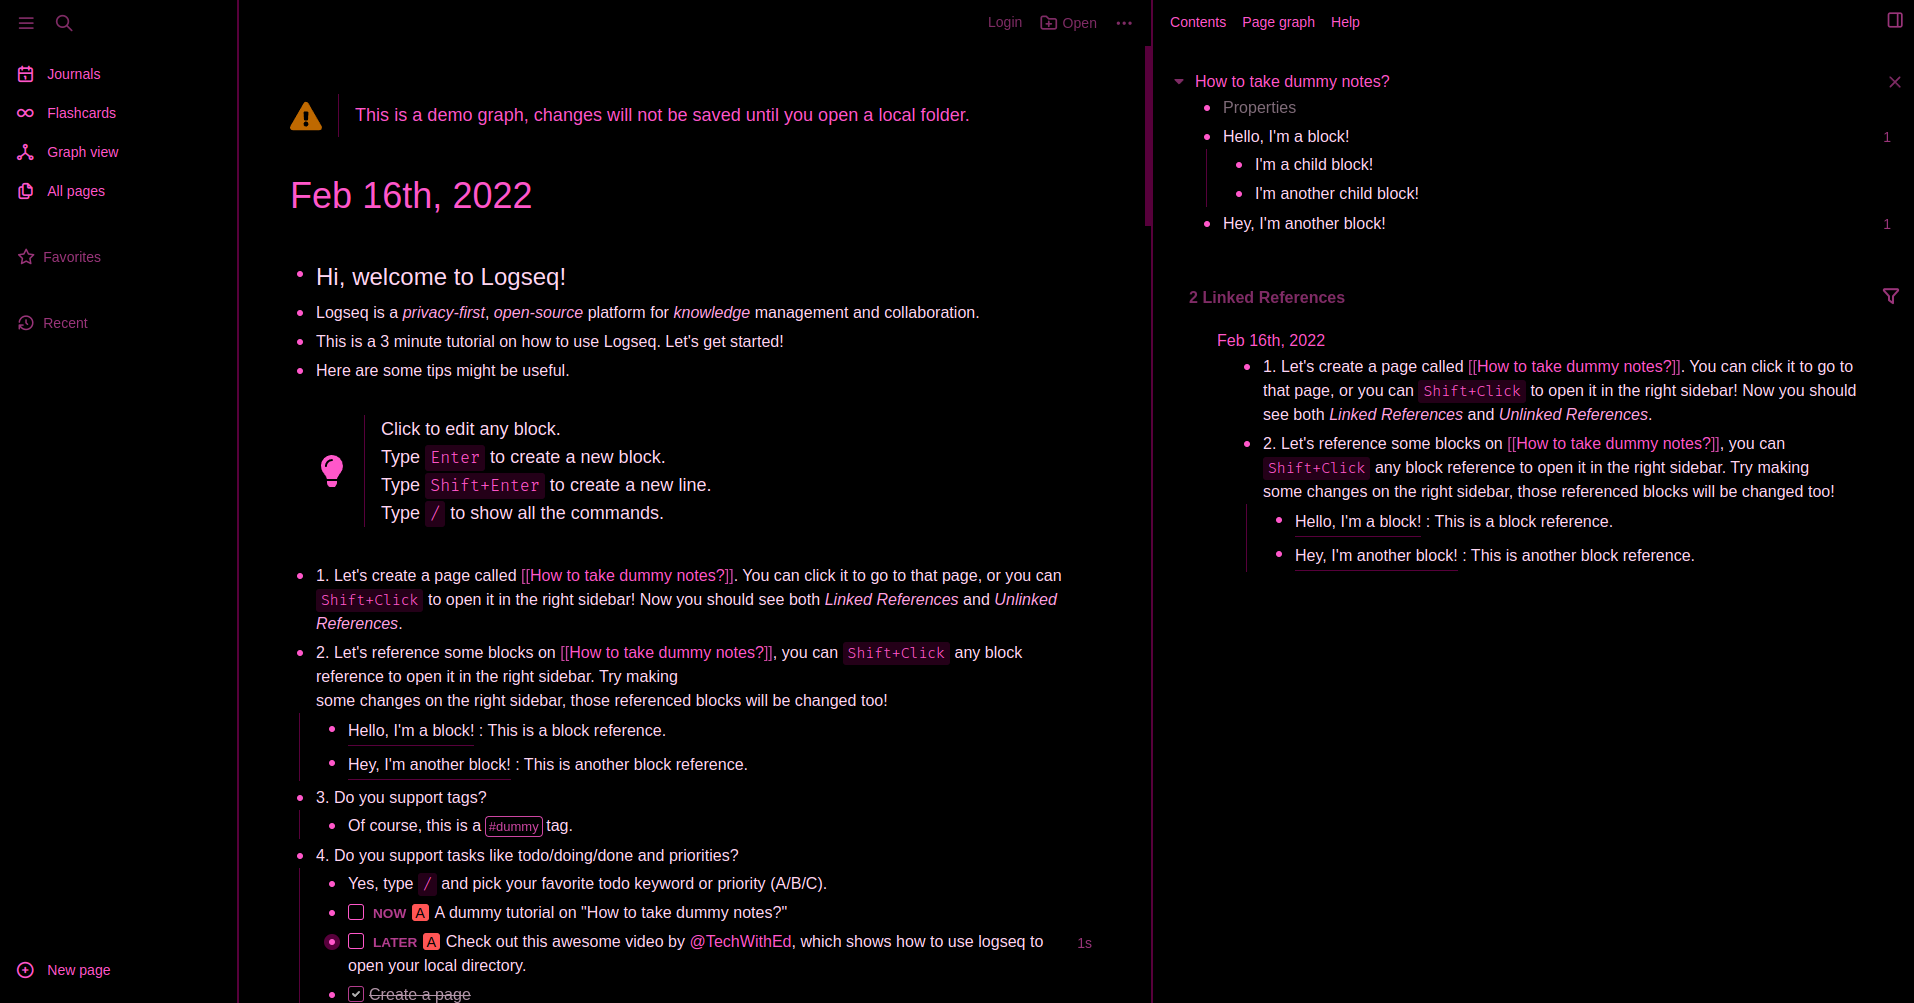 Login
Open
Contents
Page graph
Help
Journals
Flashcards
Graph view
All pages
Favorites
Recent
New page
This is a demo graph, changes will not be saved until you open a local folder.
Feb 16th, 2022
Hi, welcome to Logseq!
Logseq is a privacy-first, open-source platform for knowledge management and collaboration.
This is a 3 minute tutorial on how to use Logseq. Let's get started!
Here are some tips might be useful.
Click to edit any block.
Type Enter to create a new block.
Type Shift+Enter to create a new line.
Type / to show all the commands.
1. Let's create a page called [[How to take dummy notes?]]. You can click it to go to that page, or you can
Shift+Click to open it in the right sidebar! Now you should see both Linked References and Unlinked
References.
2. Let's reference some blocks on [[How to take dummy notes?]], you can Shift+Click any block
reference to open it in the right sidebar. Try making
some changes on the right sidebar, those referenced blocks will be changed too!
Hello, I'm a block! : This is a block reference.
Hey, I'm another block! : This is another block reference.
3. Do you support tags?
Of course, this is a #dummy tag.
4. Do you support tasks like todo/doing/done and priorities?
Yes, type / and pick your favorite todo keyword or priority (A/B/C).
NOW A A dummy tutorial on "How to take dummy notes?"
LATER A Check out this awesome video by @TechWithEd, which shows how to use logseq to 1s
open your local directory.
Create a page
How to take dummy notes?
Properties
Hello, I'm a block! 1
I'm a child block!
I'm another child block!
Hey, I'm another block! 1
2 Linked References
Feb 16th, 2022
1. Let's create a page called [[How to take dummy notes?]]. You can click it to go to
that page, or you can Shift+Click to open it in the right sidebar! Now you should
see both Linked References and Unlinked References.
2. Let's reference some blocks on [[How to take dummy notes?]], you can
Shift+Click any block reference to open it in the right sidebar. Try making
some changes on the right sidebar, those referenced blocks will be changed too!
Hello, I'm a block! : This is a block reference.
Hey, I'm another block! : This is another block reference.